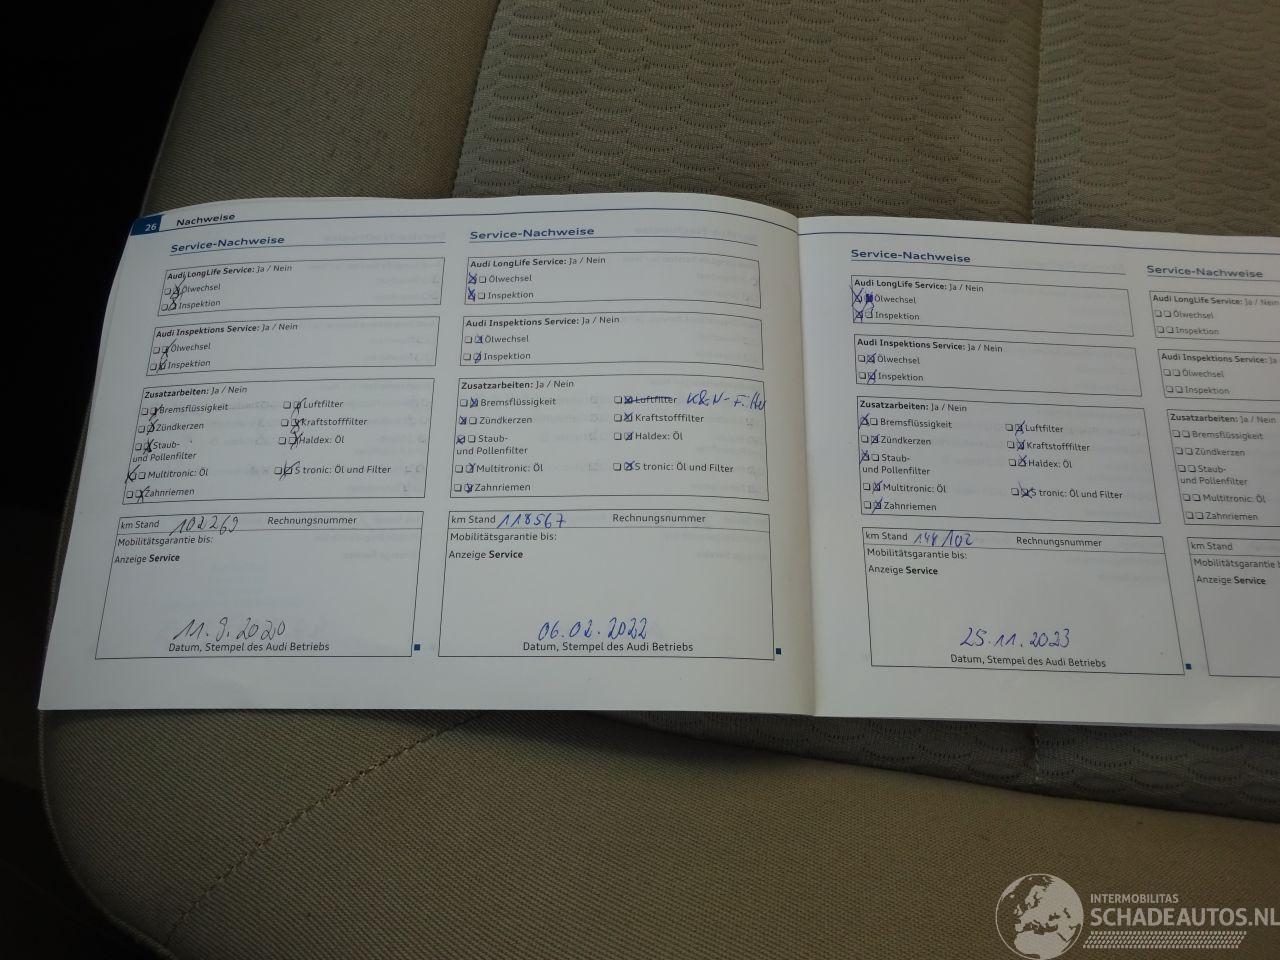 26 Nachweise
Service-Nachweise
Audi LongLife Service: Ja / Nein
Ölwechsel
Inspektion
Audi Inspektions Service: Ja / Nein
Ölwechsel
Inspektion
Zusatzarbeiten: Ja / Nein
Bremsflüssigkeit
Luftfilter
Zündkerzen
Kraftstofffilter
Staub-
und Pollenfilter
Haldex: Öl
Multitronic: Öl
S tronic: Öl und Filter
Zahnriemen
km Stand 102269 Rechnungsnummer
Mobilitätsgarantie bis:
Anzeige Service
11.9.2020
Datum, Stempel des Audi Betriebs
Service-Nachweise
Audi LongLife Service: Ja / Nein
Ölwechsel
Inspektion
Audi Inspektions Service: Ja / Nein
Ölwechsel
Inspektion
Zusatzarbeiten: Ja / Nein
Bremsflüssigkeit
Luftfilter K&N-Filter
Zündkerzen
Kraftstofffilter
Staub-
und Pollenfilter
Haldex: Öl
Multitronic: Öl
S tronic: Öl und Filter
Zahnriemen
km Stand 118567 Rechnungsnummer
Mobilitätsgarantie bis:
Anzeige Service
06.02.2022
Datum, Stempel des Audi Betriebs
Service-Nachweise
Audi LongLife Service: Ja / Nein
Ölwechsel
Inspektion
Audi Inspektions Service: Ja / Nein
Ölwechsel
Inspektion
Zusatzarbeiten: Ja / Nein
Bremsflüssigkeit
Luftfilter
Zündkerzen
Kraftstofffilter
Staub-
und Pollenfilter
Haldex: Öl
Multitronic: Öl
S tronic: Öl und Filter
Zahnriemen
km Stand 144102 Rechnungsnummer
Mobilitätsgarantie bis:
Anzeige Service
25.11.2023
Datum, Stempel des Audi Betriebs
Service-Nachweise
Audi LongLife Service: Ja / Nein
Ölwechsel
Inspektion
Audi Inspektions Service: Ja
Ölwechsel
Inspektion
Zusatzarbeiten: Ja / Nein
Bremsflüssigkeit
Zündkerzen
Staub-
und Pollenfilter
Multitronic: Öl
Zahnriemen
km Stand
Mobilitätsgarantie
Anzeige Service
INTERMOBILITAS
SCHADEAUTOS.NL